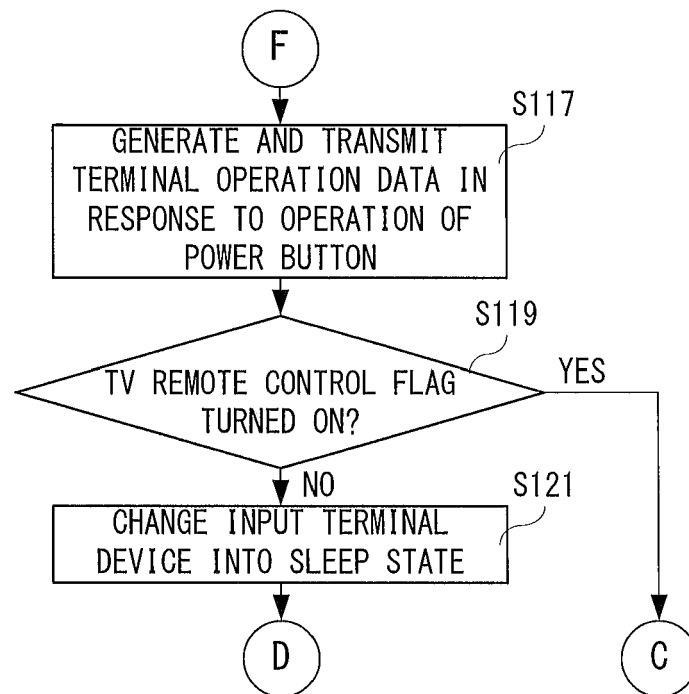 F
S117
GENERATE AND TRANSMIT
TERMINAL OPERATION DATA IN
RESPONSE TO OPERATION OF
POWER BUTTON
S119
TV REMOTE CONTROL FLAG
TURNED ON?
YES
NO
S121
CHANGE INPUT TERMINAL
DEVICE INTO SLEEP STATE
D
C